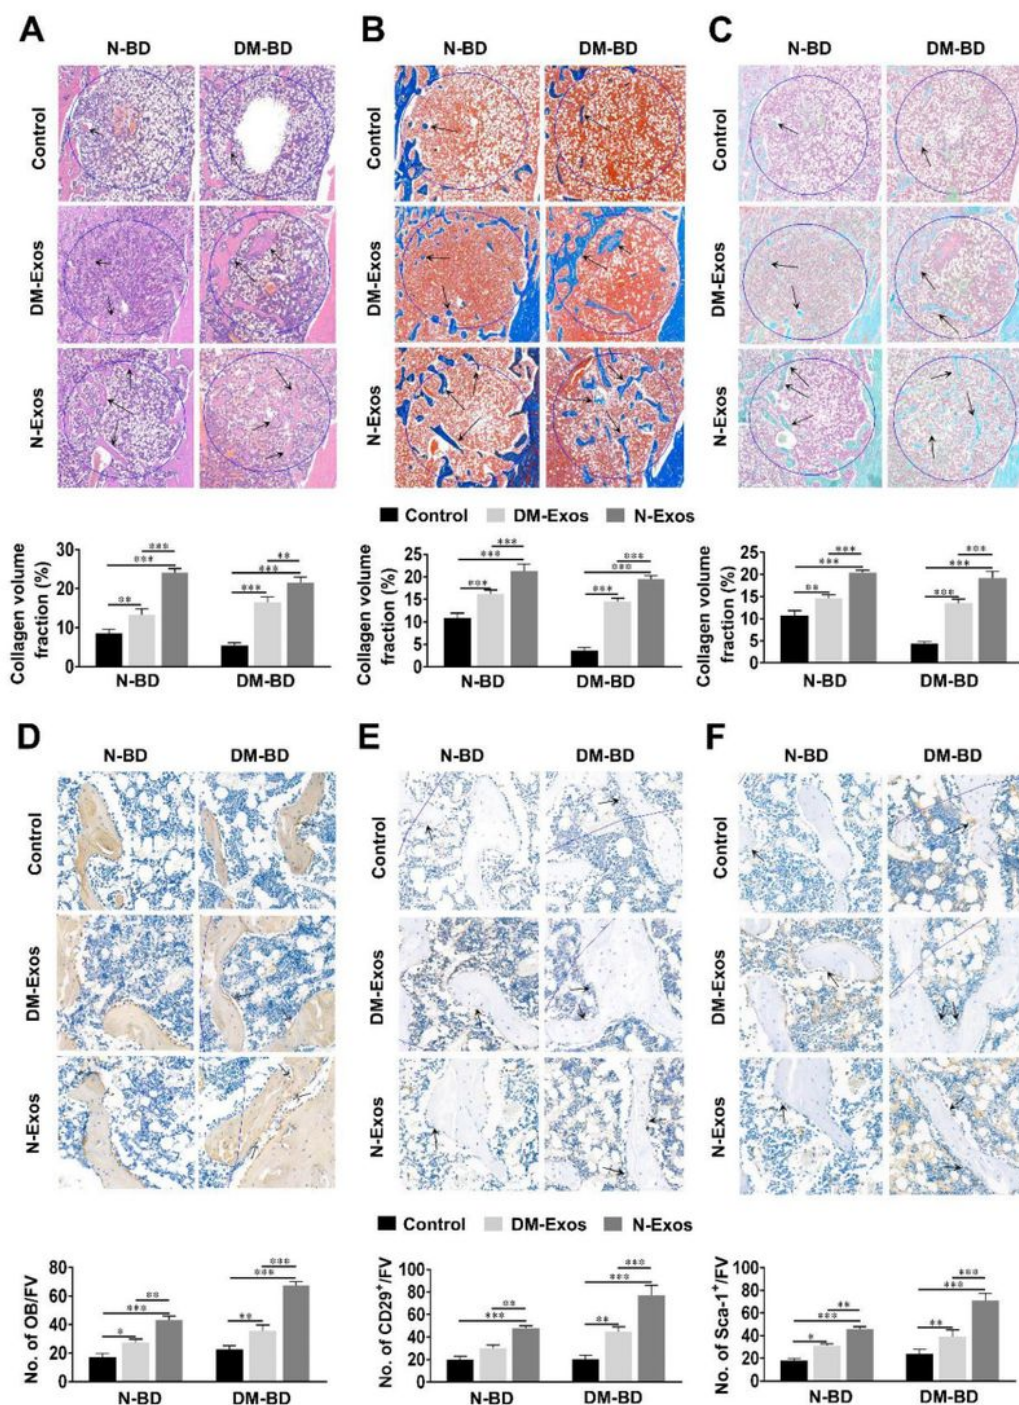 A B C
N-BD DM-BD N-BD DM-BD N-BD DM-BD
Control Control Control
DM-Exos DM-Exos DM-Exos
N-Exos N-Exos N-Exos
Control DM-Exos N-Exos
Collagen volume fraction (%)
30
20
10
0
** *** *** *** *** **
N-BD DM-BD
Collagen volume fraction (%)
25
20
15
10
5
0
*** *** *** *** *** ***
N-BD DM-BD
Collagen volume fraction (%)
25
20
15
10
5
0
** *** *** *** *** ***
N-BD DM-BD
D E F
N-BD DM-BD N-BD DM-BD N-BD DM-BD
Control Control Control
DM-Exos DM-Exos DM-Exos
N-Exos N-Exos N-Exos
Control DM-Exos N-Exos
No. of OB/FV
80
60
40
20
0
* *** ** ** *** ***
N-BD DM-BD
No. of CD29+/FV
100
80
60
40
20
0
*** ** ** *** ***
N-BD DM-BD
No. of Sca-1+/FV
100
80
60
40
20
0
* *** ** ** *** ***
N-BD DM-BD